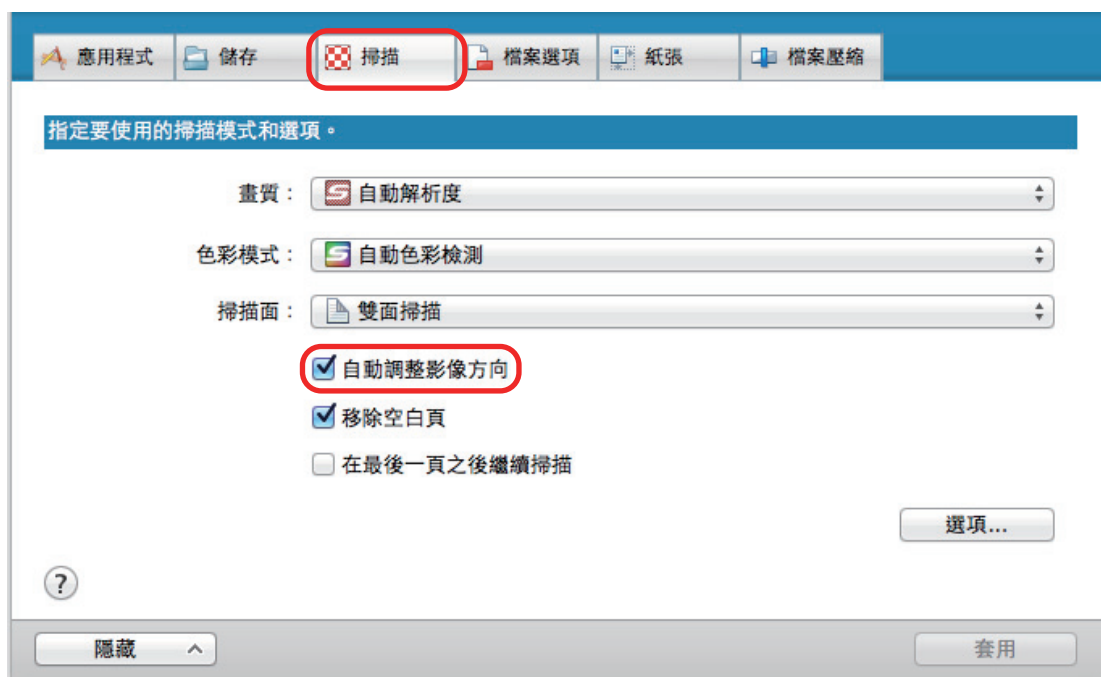 應用程式 儲存 掃描 檔案選項 紙張 檔案壓縮
指定要使用的掃描模式和選項。
畫質： 自動解析度
色彩模式： 自動色彩檢測
掃描面： 雙面掃描
自動調整影像方向
移除空白頁
在最後一頁之後繼續掃描
選項...
?
隱藏 套用